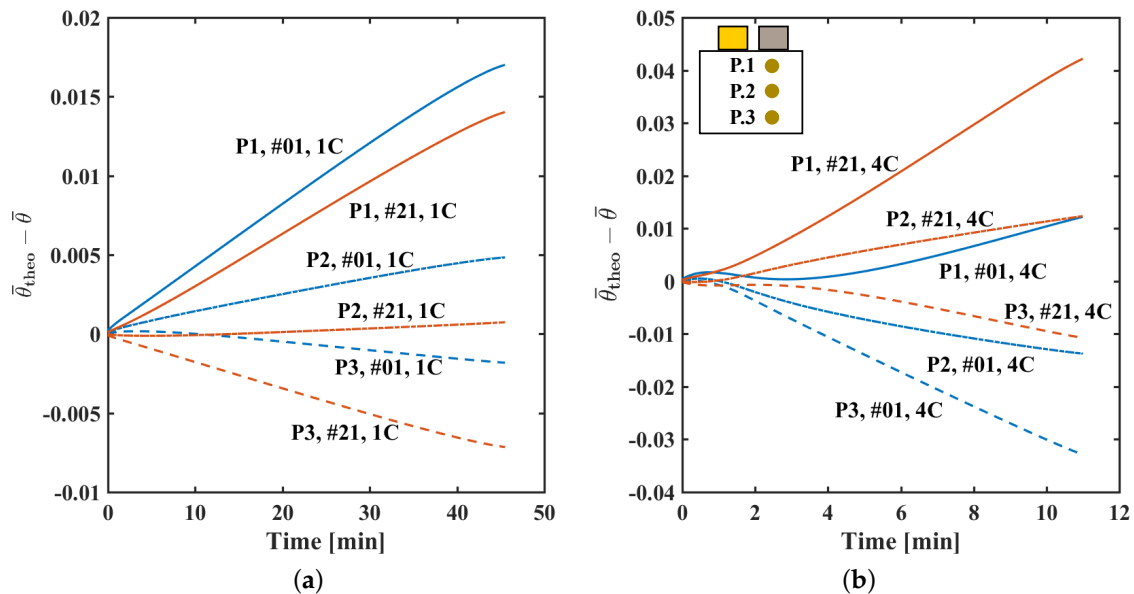 0.02
0.015
0.01
0.005
0
-0.005
-0.01
θ̄theo − θ̄
P1, #01, 1C
P1, #21, 1C
P2, #01, 1C
P2, #21, 1C
P3, #01, 1C
P3, #21, 1C
0 10 20 30 40 50
Time [min]
(a)
0.05
0.04
0.03
0.02
0.01
0
-0.01
-0.02
-0.03
-0.04
θ̄theo − θ̄
P.1
P.2
P.3
P1, #21, 4C
P2, #21, 4C
P1, #01, 4C
P3, #21, 4C
P2, #01, 4C
P3, #01, 4C
0 2 4 6 8 10 12
Time [min]
(b)